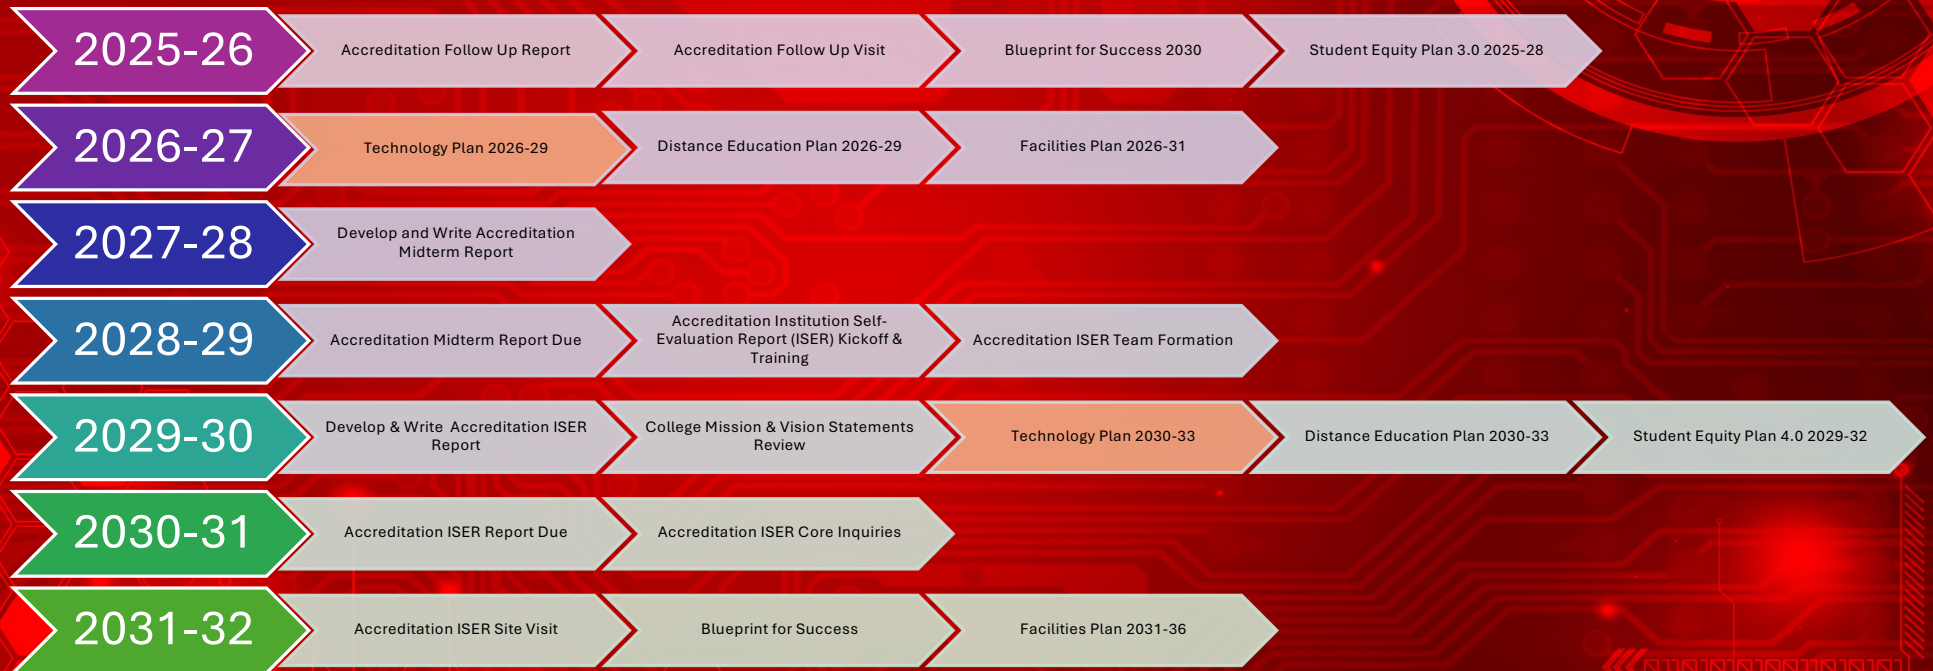 2025-26
Accreditation Follow Up Report
Accreditation Follow Up Visit
Blueprint for Success 2030
Student Equity Plan 3.0 2025-28
2026-27
Technology Plan 2026-29
Distance Education Plan 2026-29
Facilities Plan 2026-31
2027-28
Develop and Write Accreditation
Midterm Report
2028-29
Accreditation Midterm Report Due
Accreditation Institution Self-
Evaluation Report (ISER) Kickoff &
Training
Accreditation ISER Team Formation
2029-30
Develop & Write Accreditation ISER
Report
College Mission & Vision Statements
Review
Technology Plan 2030-33
Distance Education Plan 2030-33
Student Equity Plan 4.0 2029-32
2030-31
Accreditation ISER Report Due
Accreditation ISER Core Inquiries
2031-32
Accreditation ISER Site Visit
Blueprint for Success
Facilities Plan 2031-36